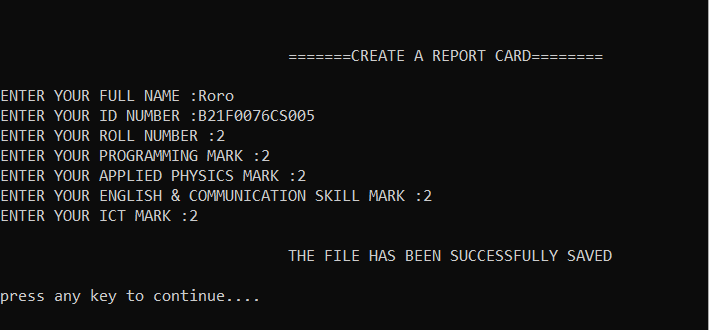 =======CREATE A REPORT CARD========
ENTER YOUR FULL NAME :Roro
ENTER YOUR ID NUMBER :B21F0076CS005
ENTER YOUR ROLL NUMBER :2
ENTER YOUR PROGRAMMING MARK :2
ENTER YOUR APPLIED PHYSICS MARK :2
ENTER YOUR ENGLISH & COMMUNICATION SKILL MARK :2
ENTER YOUR ICT MARK :2
THE FILE HAS BEEN SUCCESSFULLY SAVED
press any key to continue....